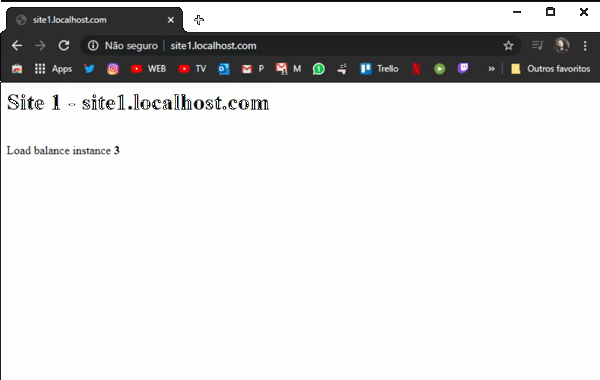 site1.localhost.com
Não seguro site1.localhost.com
Apps WEB TV P M Trello » Outros favoritos
Site 1 - site1.localhost.com
Load balance instance 3